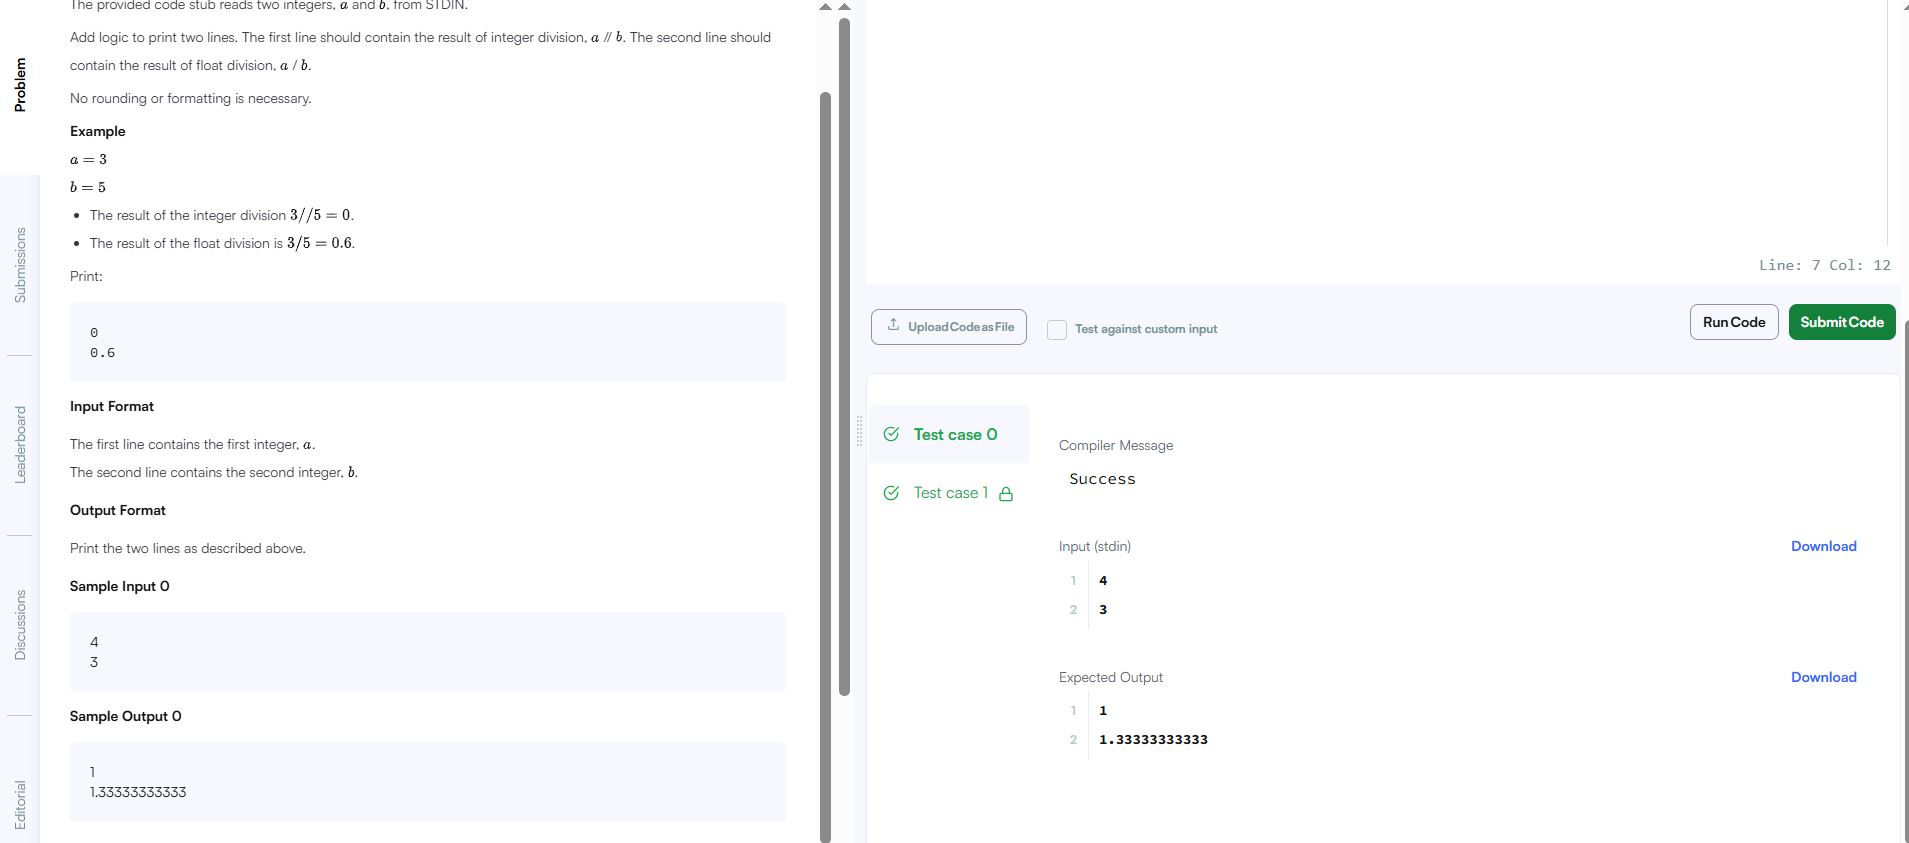 Problem
Submissions
Leaderboard
Discussions
Editorial
The provided code stub reads two integers, a and b, from STDIN.
Add logic to print two lines. The first line should contain the result of integer division, a // b. The second line should
contain the result of float division, a / b.
No rounding or formatting is necessary.
Example
a = 3
b = 5
• The result of the integer division 3//5 = 0.
• The result of the float division is 3/5 = 0.6.
Print:
0
0.6
Input Format
The first line contains the first integer, a.
The second line contains the second integer, b.
Output Format
Print the two lines as described above.
Sample Input 0
4
3
Sample Output 0
1
1.33333333333
Line: 7 Col: 12
Upload Code as File
Test against custom input
Run Code
Submit Code
Test case 0
Test case 1
Compiler Message
Success
Input (stdin)
Download
1 4
2 3
Expected Output
Download
1 1
2 1.33333333333